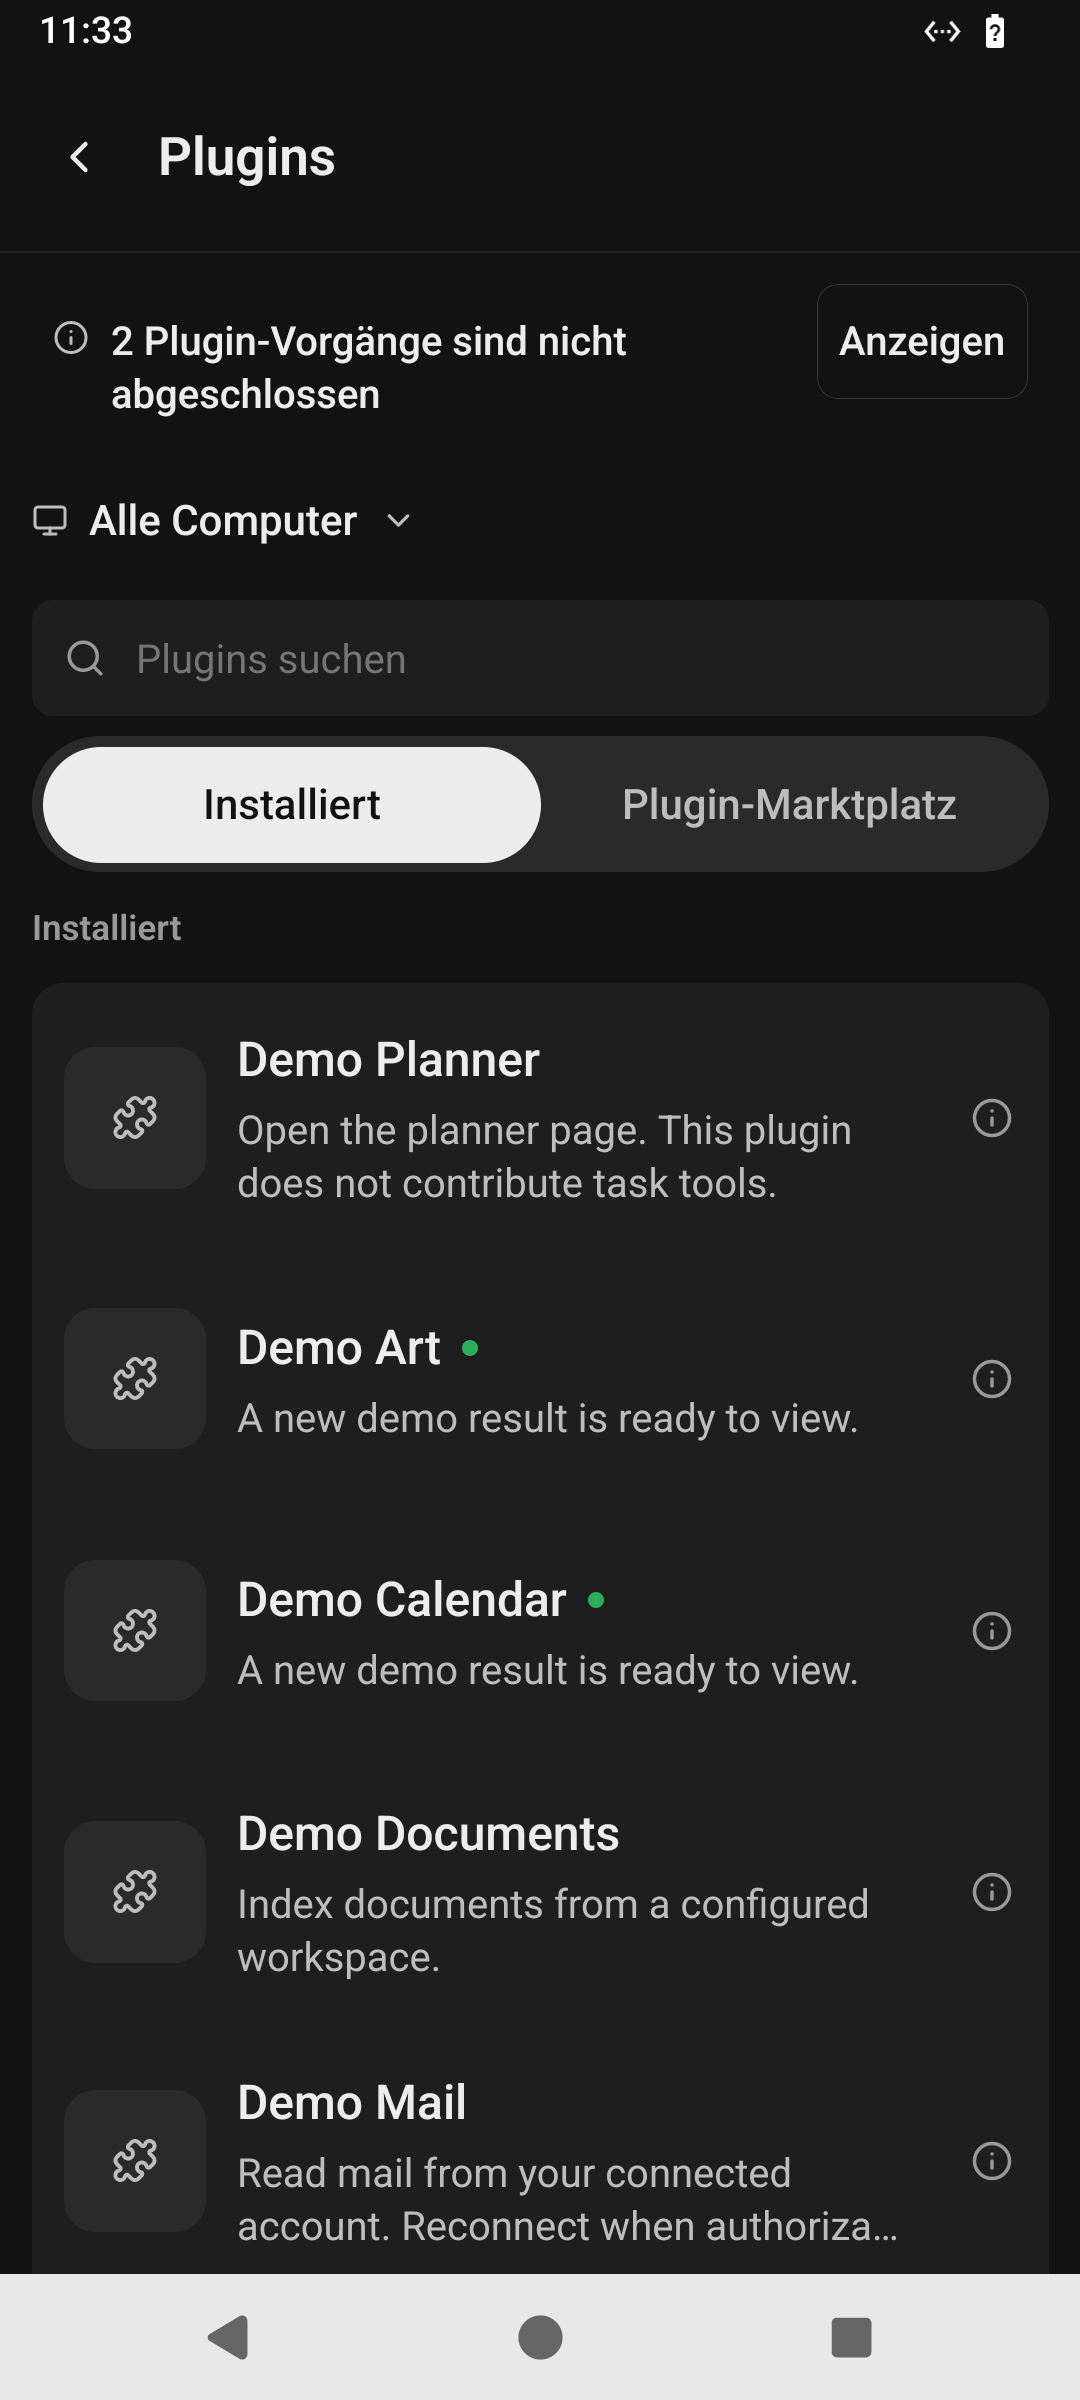 11:33
Plugins
2 Plugin-Vorgänge sind nicht
abgeschlossen
Anzeigen
Alle Computer
Plugins suchen
Installiert
Plugin-Marktplatz
Installiert
Demo Planner
Open the planner page. This plugin
does not contribute task tools.
Demo Art
A new demo result is ready to view.
Demo Calendar
A new demo result is ready to view.
Demo Documents
Index documents from a configured
workspace.
Demo Mail
Read mail from your connected
account. Reconnect when authoriza…